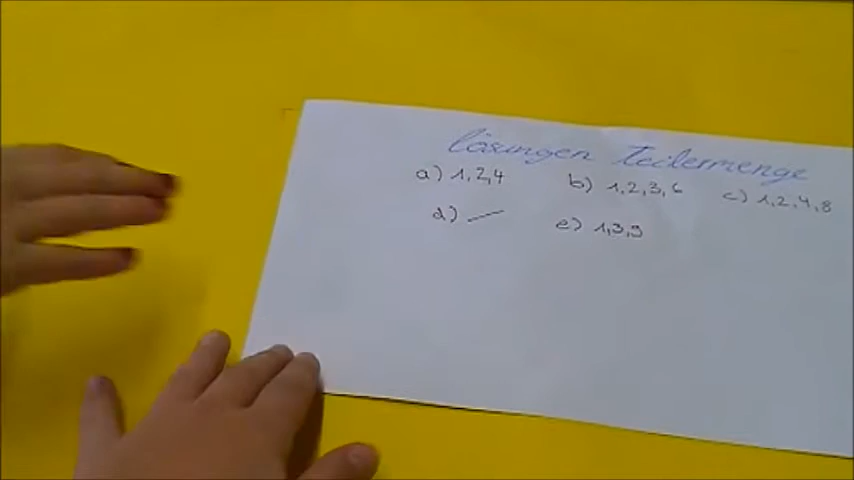 Lösungen Teilermenge
a) 1,2,4 b) 1,2,3,6 c) 1,2,4,8
d) — e) 1,3,9